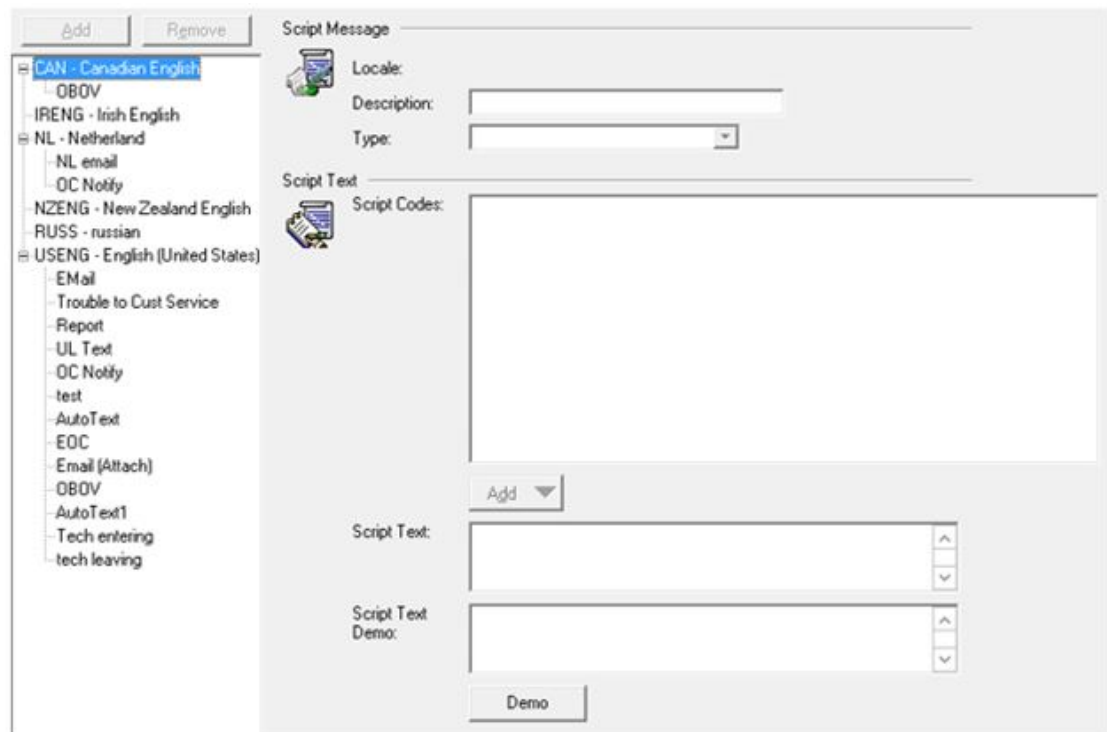 Add Remove
CAN - Canadian English
OBOV
IRENG - Irish English
NL - Netherland
NL email
OC Notify
NZENG - New Zealand English
RUSS - russian
USENG - English (United States)
EMail
Trouble to Cust Service
Report
UL Text
OC Notify
test
AutoText
EOC
Email (Attach)
OBOV
AutoText1
Tech entering
tech leaving
Script Message
Locale:
Description:
Type:
Script Text
Script Codes:
Add
Script Text:
Script Text
Demo:
Demo